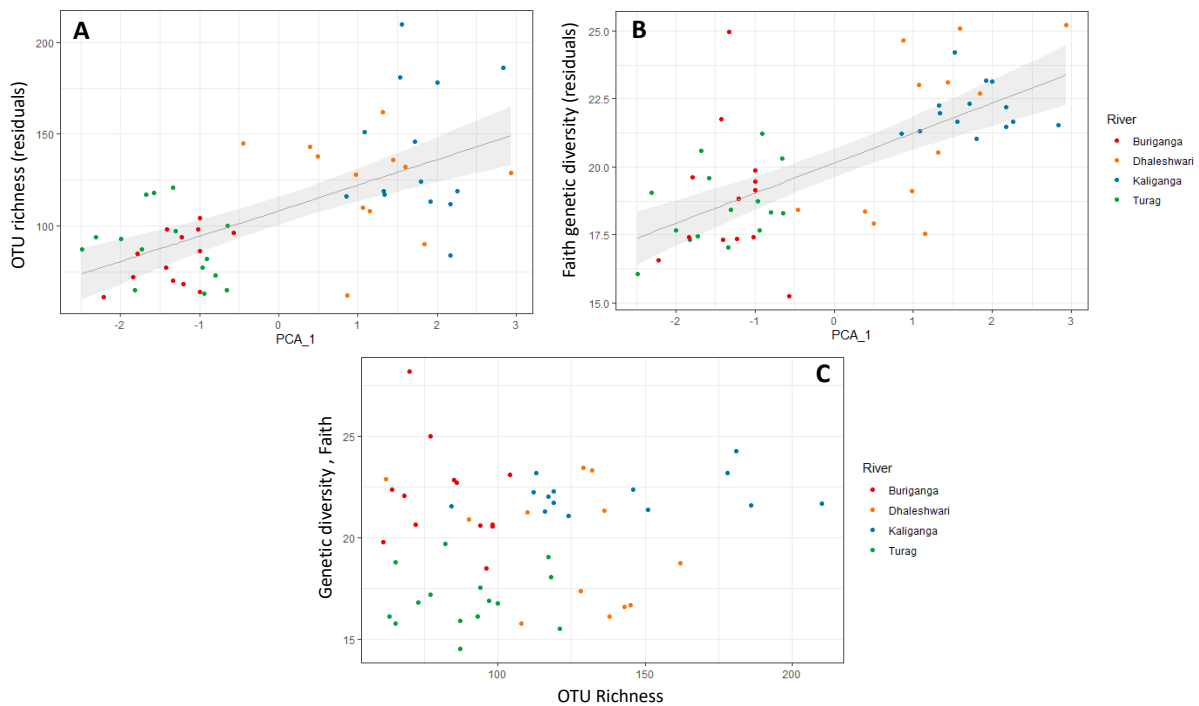 A
OTU richness (residuals)
200
150
100
-2
-1
0
1
2
3
PCA_1
B
Faith genetic diversity (residuals)
25.0
22.5
20.0
17.5
15.0
-2
-1
0
1
2
3
PCA_1
River
Buriganga
Dhaleshwari
Kaliganga
Turag
C
Genetic diversity , Faith
25
20
15
100
150
200
OTU Richness
River
Buriganga
Dhaleshwari
Kaliganga
Turag